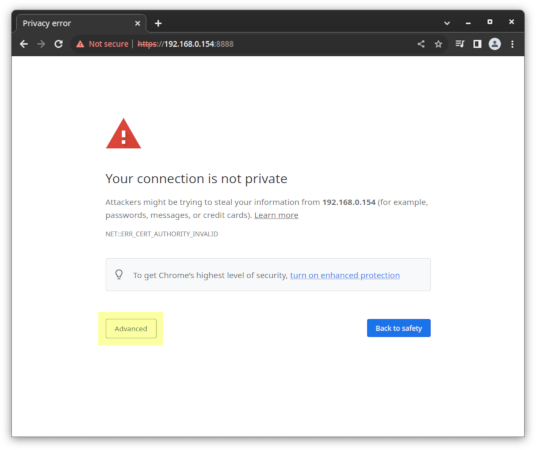 Privacy error
Not secure | https://192.168.0.154:8888
Your connection is not private
Attackers might be trying to steal your information from 192.168.0.154 (for example,
passwords, messages, or credit cards). Learn more
NET::ERR_CERT_AUTHORITY_INVALID
To get Chrome's highest level of security, turn on enhanced protection
Advanced
Back to safety